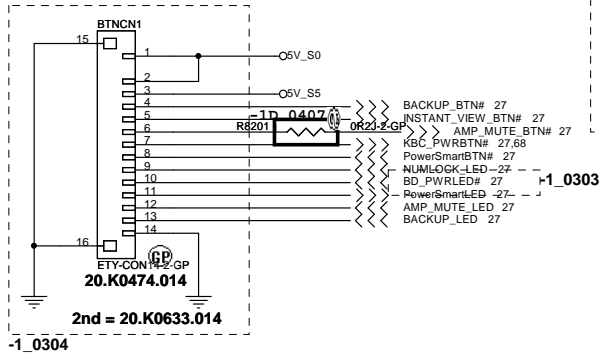 BTNCN1
15
1
5V_S0
2
3
5V_S5
4
BACKUP_BTN# 27
5
-1D 0407
INSTANT_VIEW_BTN# 27
6
R8201
0R2J-2-GP
AMP_MUTE_BTN# 27
7
KBC_PWRBTN# 27,68
8
PowerSmartBTN# 27
9
NUMLOCK_LED 27
10
BD_PWRLED# 27
-1_0303
11
PowerSmartLED 27
12
AMP_MUTE_LED 27
13
BACKUP_LED 27
14
16
GP
ETY-CON14-2-GP
20.K0474.014
2nd = 20.K0633.014
-1_0304